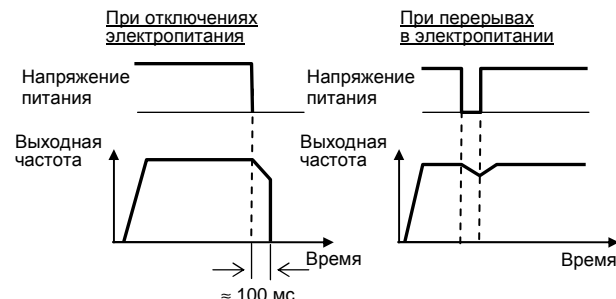 При отключениях
электропитания
Напряжение
питания
Выходная
частота
Время
≈ 100 мс
При перерывах
в электропитании
Напряжение
питания
Выходная
частота
Время